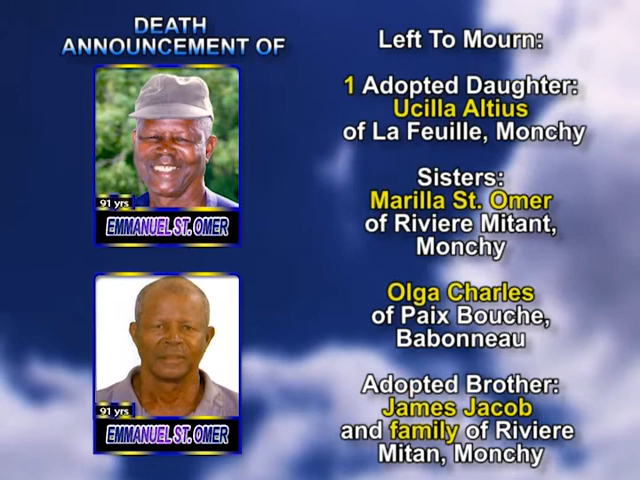 DEATH
ANNOUNCEMENT OF
91 yrs
EMMANUEL ST. OMER
91 yrs
EMMANUEL ST. OMER
Left To Mourn:
1 Adopted Daughter:
Ucilla Altius
of La Feuille, Monchy
Sisters:
Marilla St. Omer
of Riviere Mitant,
Monchy
Olga Charles
of Paix Bouche,
Babonneau
Adopted Brother:
James Jacob
and family of Riviere
Mitan, Monchy